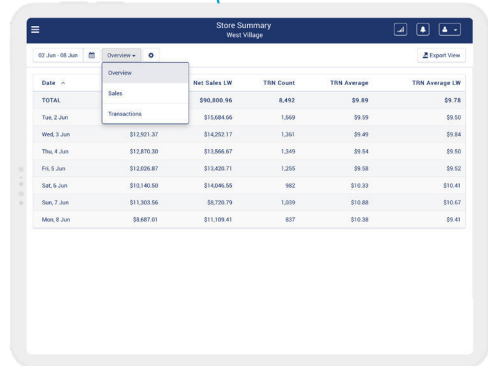 Store Summary
West Village
02 Jun - 08 Jun Overview Export View
Overview
Sales
Transactions
Date Net Sales LW TRN Count TRN Average TRN Average LW
TOTAL $90,800.96 8,492 $9.89 $9.78
Tue, 2 Jun $15,684.66 1,669 $9.59 $9.50
Wed, 3 Jun $12,921.37 $14,252.17 1,361 $9.49 $9.84
Thu, 4 Jun $12,870.30 $13,566.67 1,349 $9.54 $9.50
Fri, 5 Jun $12,026.87 $13,420.71 1,255 $9.58 $9.52
Sat, 6 Jun $10,140.50 $14,046.55 982 $10.33 $10.41
Sun, 7 Jun $11,303.56 $8,720.79 1,039 $10.88 $10.67
Mon, 8 Jun $8,687.01 $11,109.41 837 $10.38 $9.41